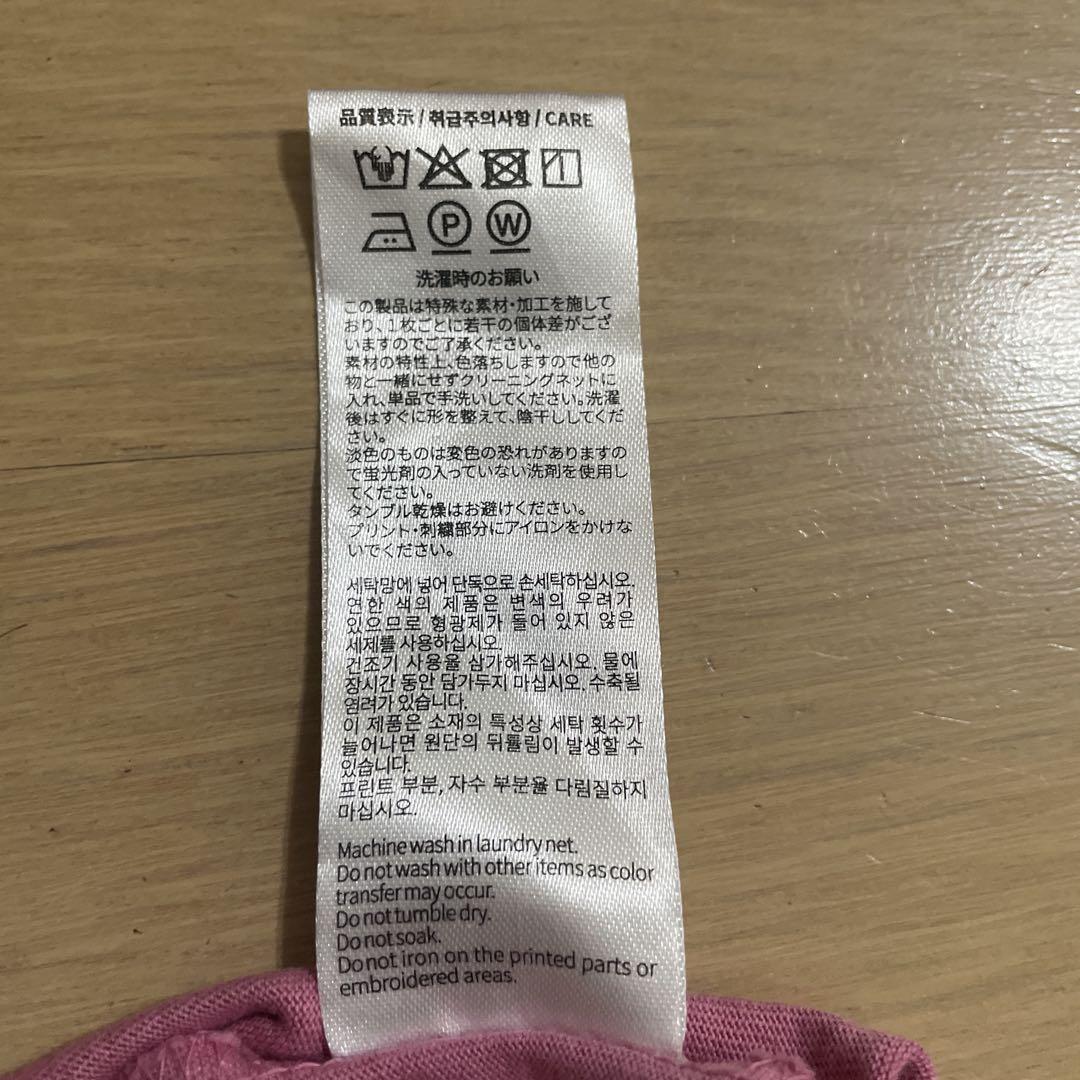 品質表示 / 취급주의사항 / CARE
P W
洗濯時のお願い
この製品は特殊な素材・加工を施して
おり、1枚ごとに若干の個体差がござ
いますのでご了承ください。
素材の特性上、色落ちしますので他の
物と一緒にせずクリーニングネットに
入れ、単品で手洗いしてください。洗濯
後はすぐに形を整えて、陰干ししてくだ
さい。
淡色のものは変色の恐れがありますの
で蛍光剤の入っていない洗剤を使用し
てください。
タンブル乾燥はお避けください。
プリント・刺繍部分にアイロンをかけな
いでください。
세탁망에 넣어 단독으로 손세탁하십시오.
연한 색의 제품은 변색의 우려가
있으므로 형광제가 들어 있지 않은
세제를 사용하십시오.
건조기 사용을 삼가해주십시오. 물에
장시간 동안 담가두지 마십시오. 수축될
염려가 있습니다.
이 제품은 소재의 특성상 세탁 횟수가
늘어나면 원단의 뒤틀림이 발생할 수
있습니다.
프린트 부분, 자수 부분을 다림질하지
마십시오.
Machine wash in laundry net.
Do not wash with other items as color
transfer may occur.
Do not tumble dry.
Do not soak.
Do not iron on the printed parts or
embroidered areas.